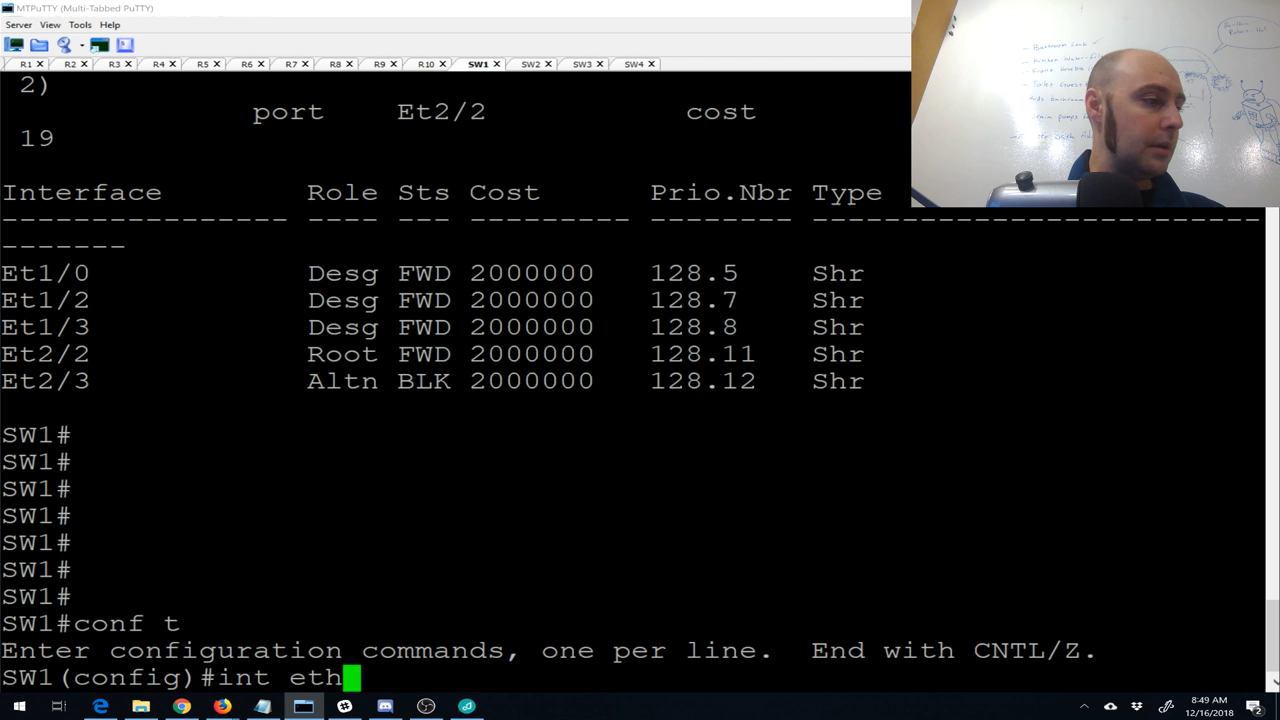 MTPuTTY (Multi-Tabbed PuTTY)
Server View Tools Help
R1 R2 R3 R4 R5 R6 R7 R8 R9 R10 SW1 SW2 SW3 SW4
2)
port Et2/2 cost
19
Interface Role Sts Cost Prio.Nbr Type
---------------- ---- --- --------- -------- -------------------------
-------
Et1/0 Desg FWD 2000000 128.5 Shr
Et1/2 Desg FWD 2000000 128.7 Shr
Et1/3 Desg FWD 2000000 128.8 Shr
Et2/2 Root FWD 2000000 128.11 Shr
Et2/3 Altn BLK 2000000 128.12 Shr
SW1#
SW1#
SW1#
SW1#
SW1#
SW1#
SW1#
SW1#conf t
Enter configuration commands, one per line. End with CNTL/Z.
SW1(config)#int eth
8:49 AM
12/16/2018
2